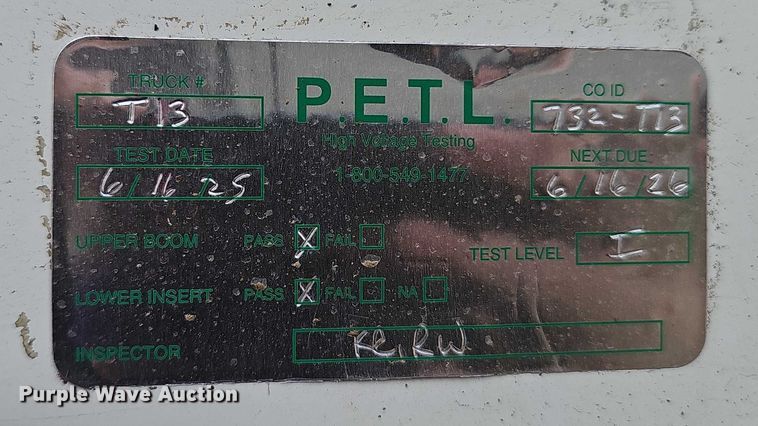 TRUCK # P.E.T.L. CO ID
T13 732-T13
High Voltage Testing
TEST DATE 1-800-549-1477 NEXT DUE
6/16/25 6/16/26
UPPER BOOM PASS X FAIL TEST LEVEL I
LOWER INSERT PASS X FAIL NA
INSPECTOR RW
Purple Wave Auction